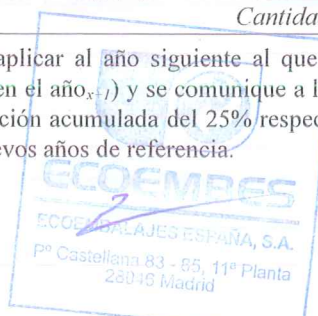 Cantida
aplicar al año siguiente al que
en el añoₓ₊₁) y se comunique a l
ción acumulada del 25% respec
evos años de referencia.
ECOEMBES
ECOEMBALAJES ESPAÑA, S.A.
Pº Castellana 83 - 85, 11ª Planta
28046 Madrid